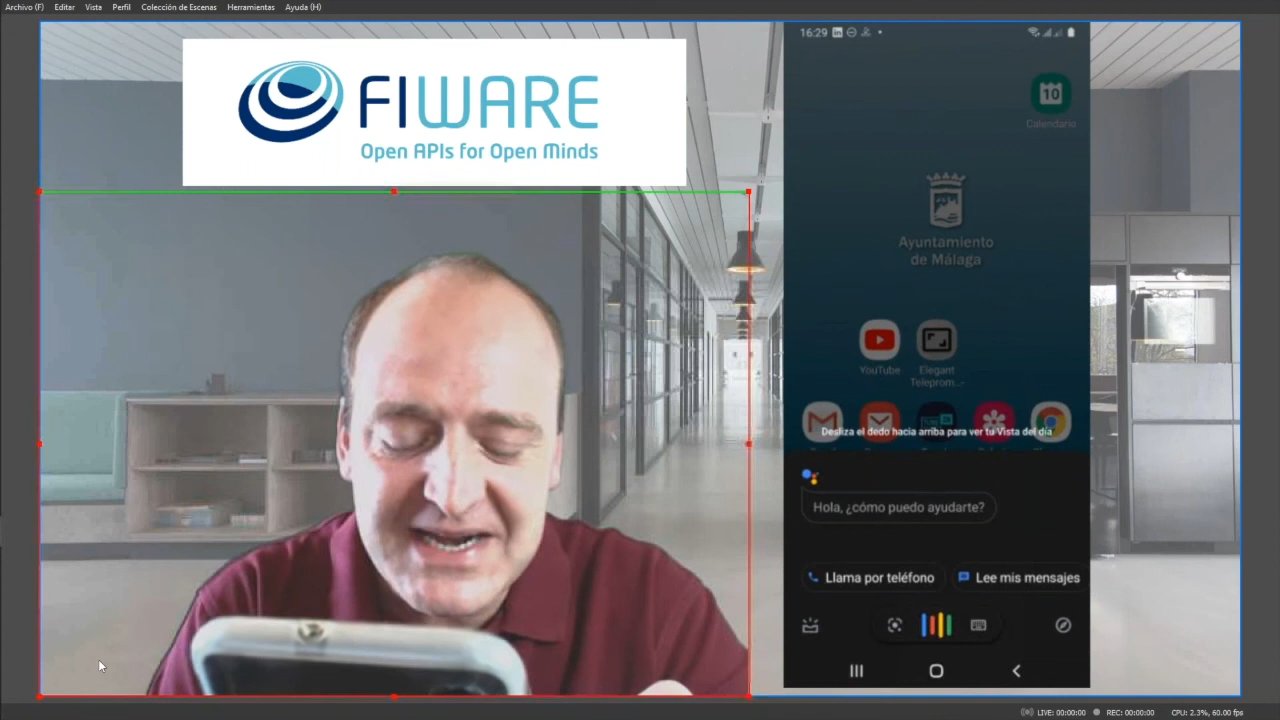 Archivo (F) Editar Vista Perfil Colección de Escenas Herramientas Ayuda (H)
FIWARE
Open APIs for Open Minds
16:29
10
Calendario
Ayuntamiento
de Málaga
YouTube
Elegant
Teleprom...
Desliza el dedo hacia arriba para ver tu Vista del día
Hola, ¿cómo puedo ayudarte?
Llama por teléfono
Lee mis mensajes
LIVE: 00:00:00 REC: 00:00:00 CPU: 2.3%, 60.00 fps